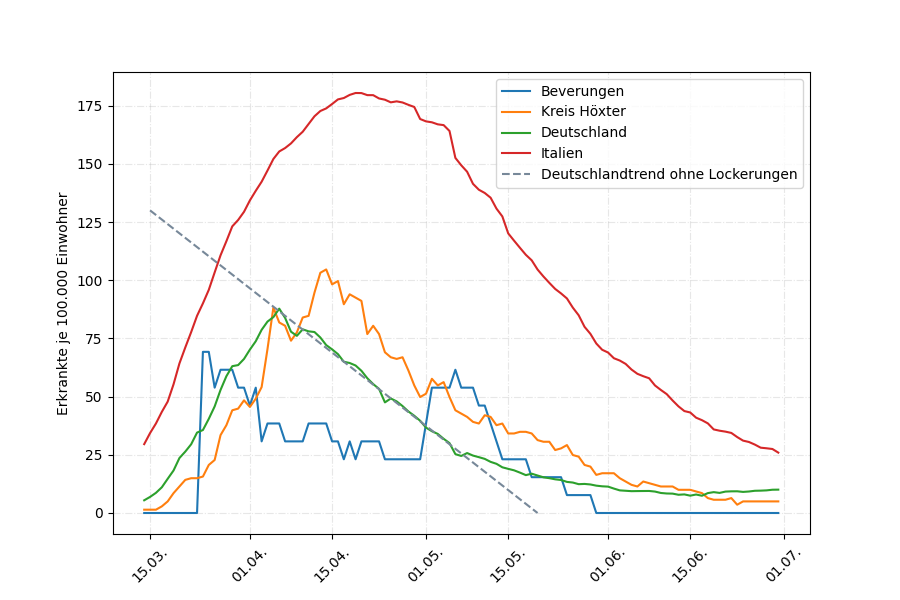 Erkrankte je 100.000 Einwohner
175
150
125
100
75
50
25
0
Beverungen
Kreis Höxter
Deutschland
Italien
Deutschlandtrend ohne Lockerungen
15.03.
01.04.
15.04.
01.05.
15.05.
01.06.
15.06.
01.07.